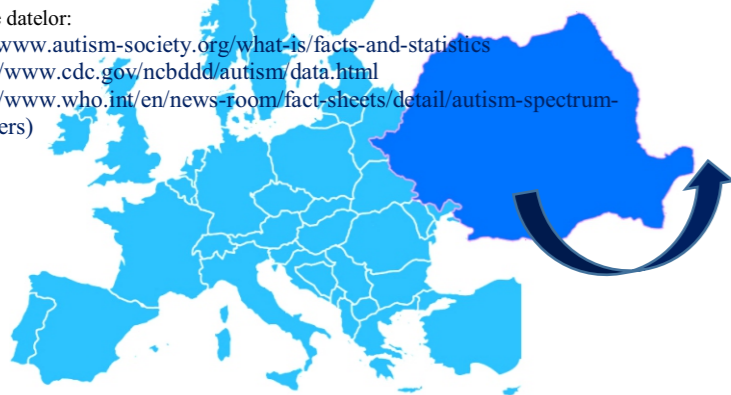 e datelor:
www.autism-society.org/what-is/facts-and-statistics
/www.cdc.gov/ncbddd/autism/data.html
/www.who.int/en/news-room/fact-sheets/detail/autism-spectrum-
ers)